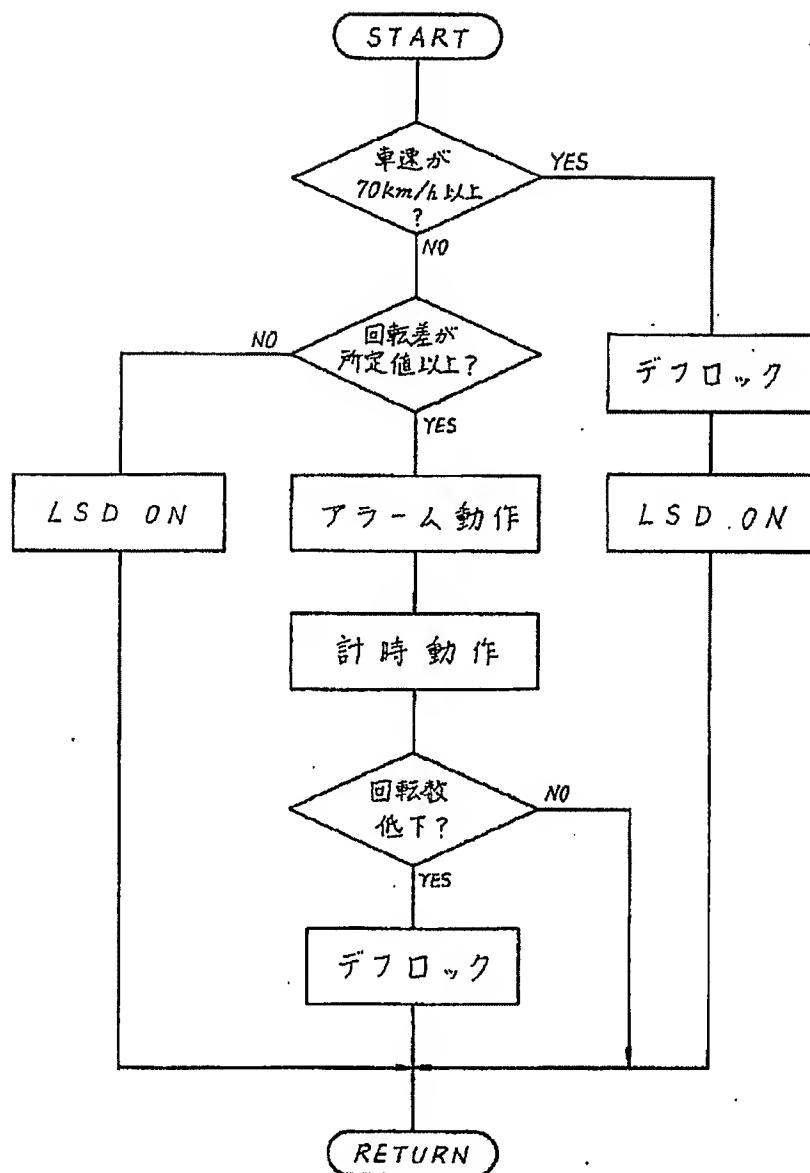 START
車速が
70km/h以上
?
YES
NO
回転差が
所定値以上?
NO
YES
デフロック
LSD ON
アラーム動作
LSD.ON
計時動作
回転数
低下?
NO
YES
デフロック
RETURN